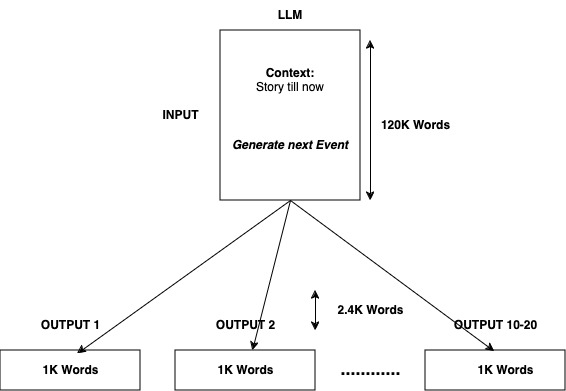 LLM
Context:
Story till now
INPUT
120K Words
Generate next Event
2.4K Words
OUTPUT 1
OUTPUT 2
OUTPUT 10-20
1K Words
1K Words
............
1K Words